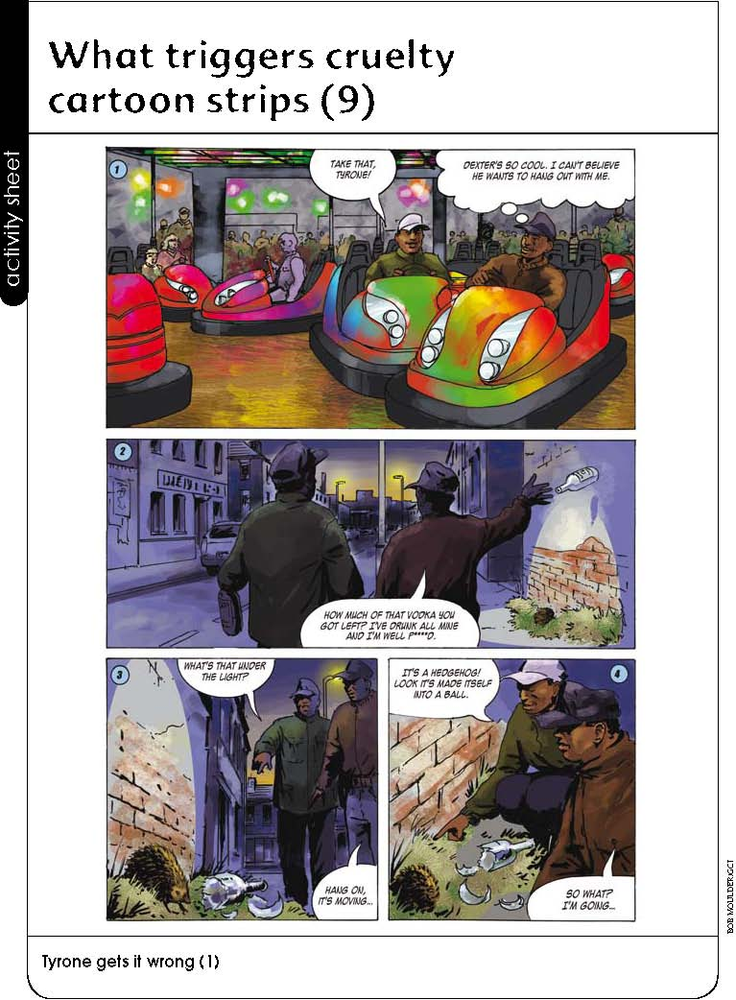 What triggers cruelty
cartoon strips (9)
activity sheet
1
TAKE THAT,
TYRONE!
DEXTER'S SO COOL. I CAN'T BELIEVE
HE WANTS TO HANG OUT WITH ME.
2
HOW MUCH OF THAT VODKA YOU
GOT LEFT? I'VE DRUNK ALL MINE
AND I'M WELL P****D.
3
WHAT'S THAT UNDER
THE LIGHT?
HANG ON,
IT'S MOVING...
4
IT'S A HEDGEHOG!
LOOK IT'S MADE ITSELF
INTO A BALL.
SO WHAT?
I'M GOING...
BOB MOULDER/GCT
Tyrone gets it wrong (1)